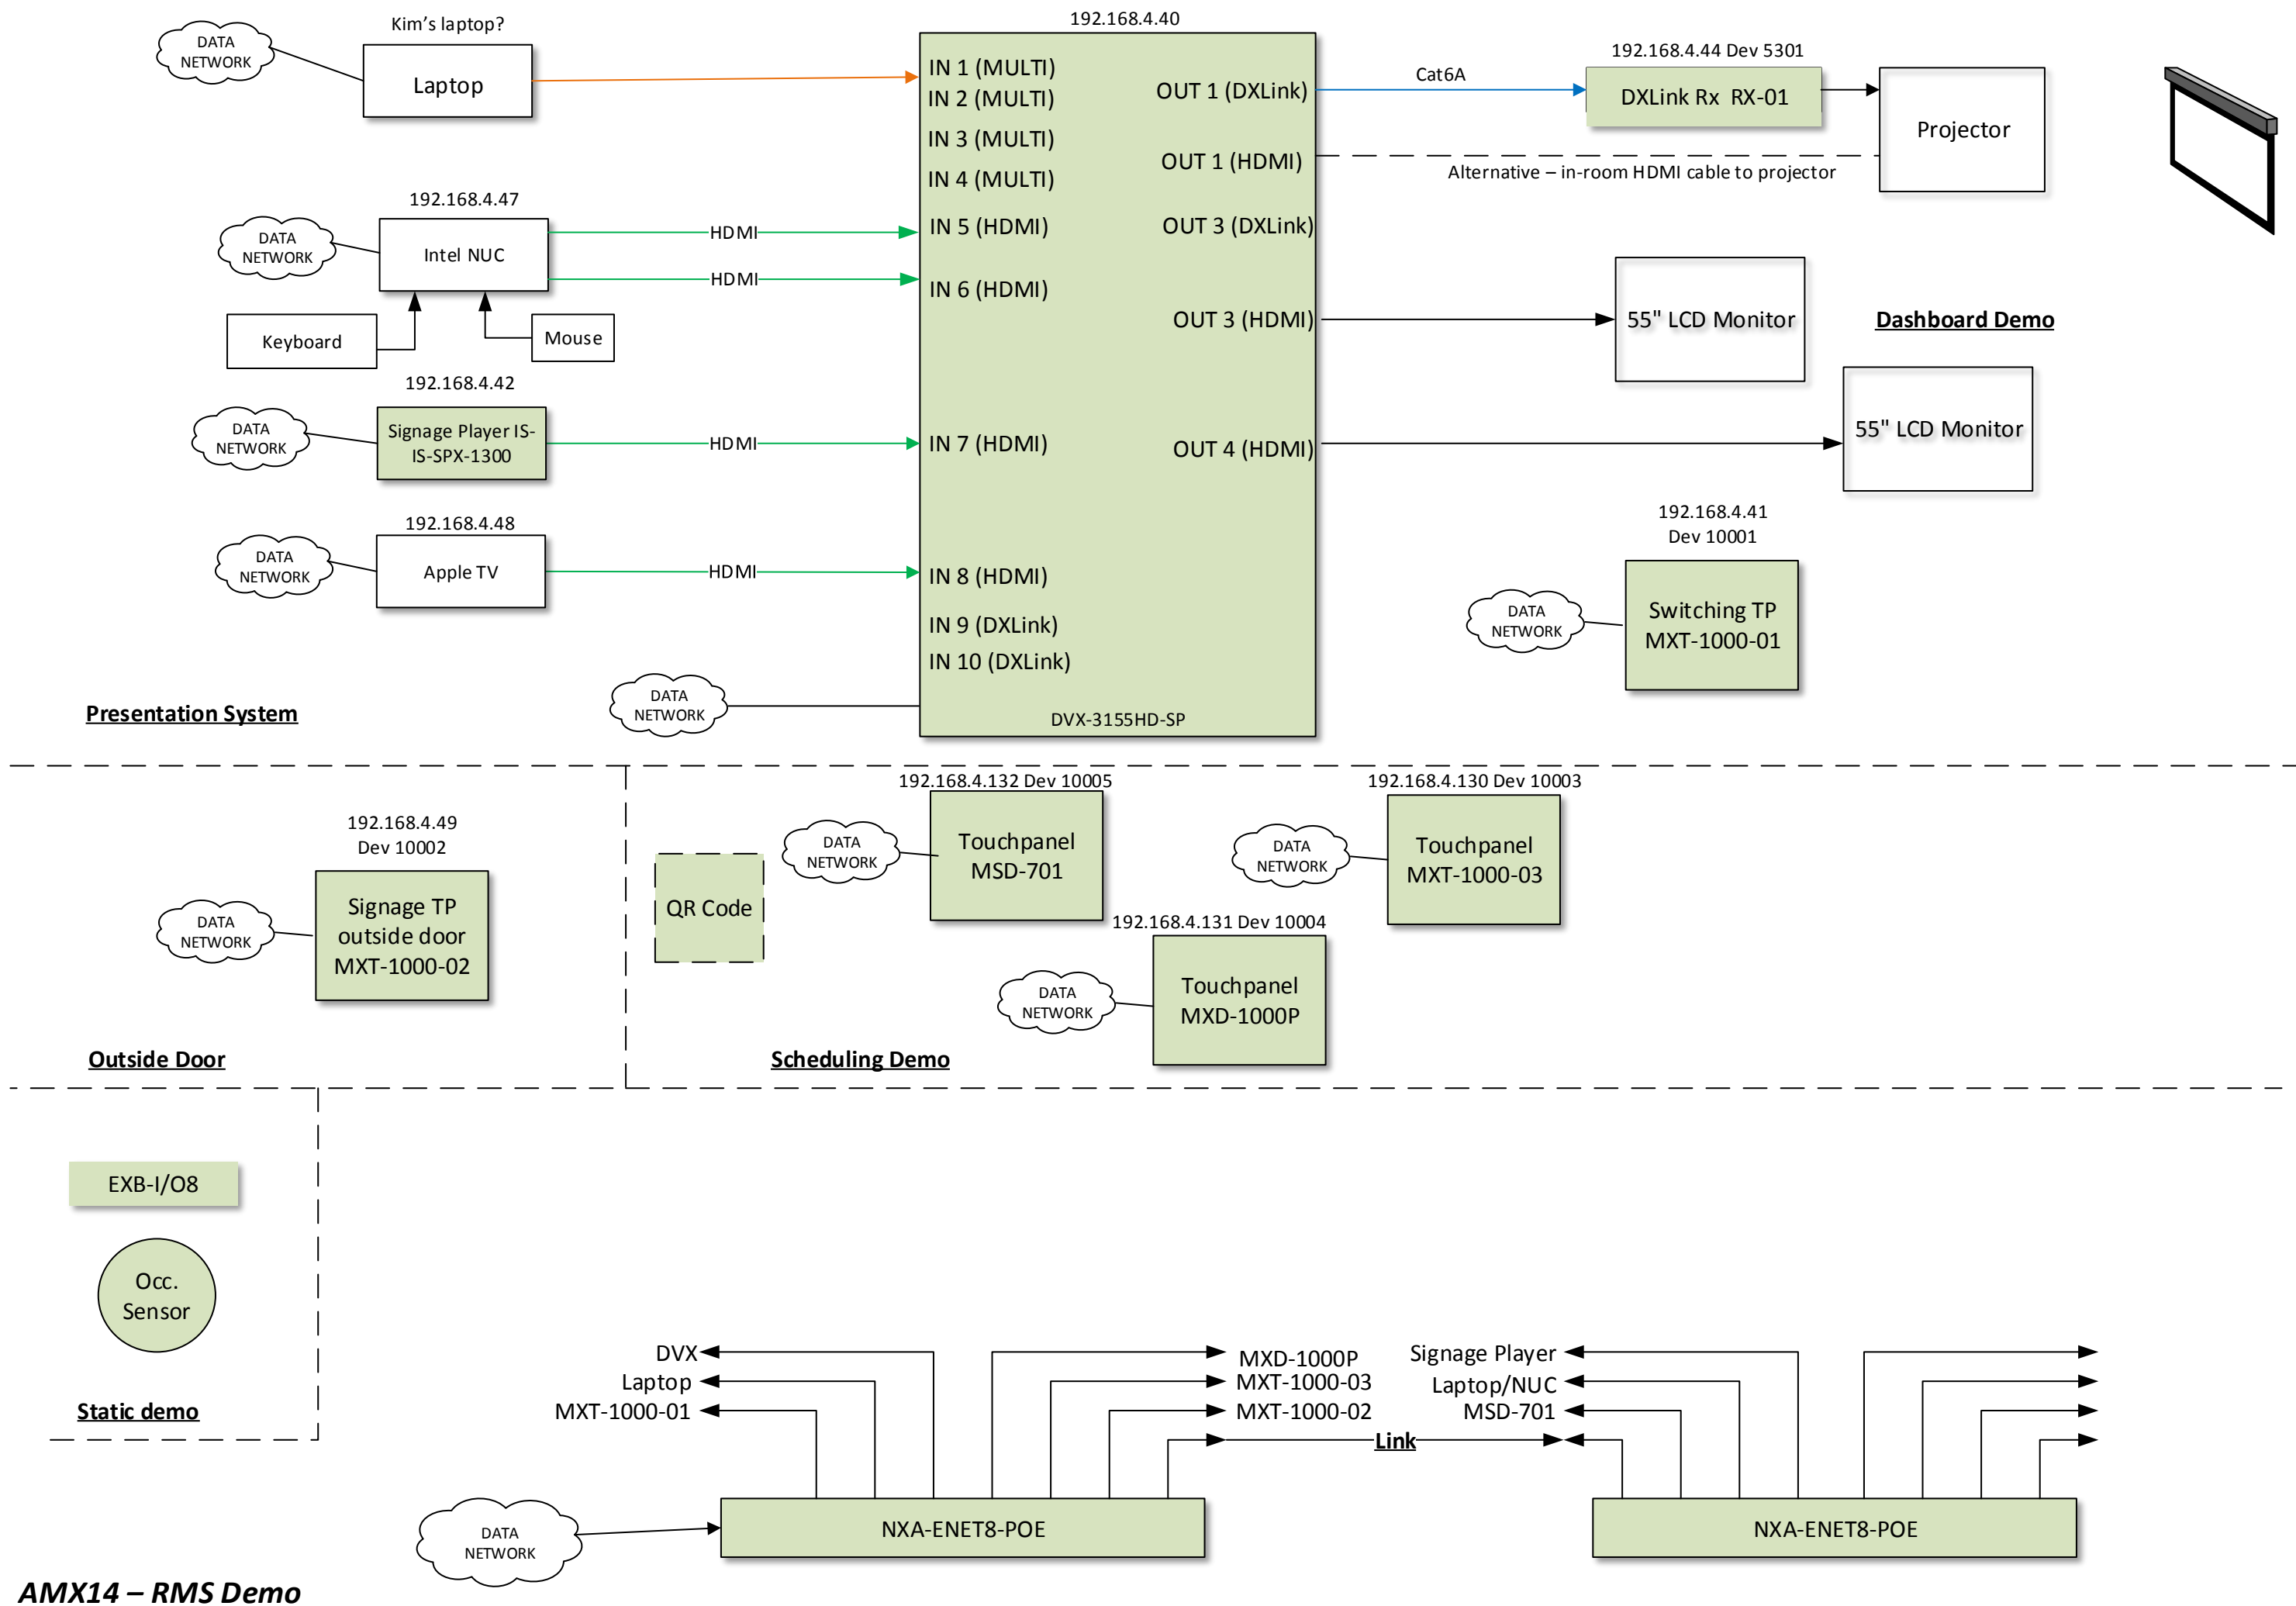 192.168.4.40
Kim's laptop?
DATA
NETWORK
Laptop
IN 1 (MULTI)
IN 2 (MULTI)
IN 3 (MULTI)
IN 4 (MULTI)
IN 5 (HDMI)
IN 6 (HDMI)
IN 7 (HDMI)
IN 8 (HDMI)
IN 9 (DXLink)
IN 10 (DXLink)
OUT 1 (DXLink)
OUT 1 (HDMI)
OUT 3 (DXLink)
OUT 3 (HDMI)
OUT 4 (HDMI)
DVX-3155HD-SP
Cat6A
192.168.4.44 Dev 5301
DXLink Rx  RX-01
Projector
Alternative – in-room HDMI cable to projector
192.168.4.47
DATA
NETWORK
Intel NUC
HDMI
HDMI
Keyboard
Mouse
55" LCD Monitor
Dashboard Demo
55" LCD Monitor
192.168.4.42
DATA
NETWORK
Signage Player IS-
IS-SPX-1300
HDMI
192.168.4.48
DATA
NETWORK
Apple TV
HDMI
192.168.4.41
Dev 10001
DATA
NETWORK
Switching TP
MXT-1000-01
DATA
NETWORK
Presentation System
192.168.4.49
Dev 10002
DATA
NETWORK
Signage TP
outside door
MXT-1000-02
Outside Door
QR Code
192.168.4.132 Dev 10005
DATA
NETWORK
Touchpanel
MSD-701
192.168.4.130 Dev 10003
DATA
NETWORK
Touchpanel
MXT-1000-03
192.168.4.131 Dev 10004
DATA
NETWORK
Touchpanel
MXD-1000P
Scheduling Demo
EXB-I/O8
Occ.
Sensor
Static demo
DVX
Laptop
MXT-1000-01
MXD-1000P
MXT-1000-03
MXT-1000-02
Link
Signage Player
Laptop/NUC
MSD-701
DATA
NETWORK
NXA-ENET8-POE
NXA-ENET8-POE
AMX14 – RMS Demo